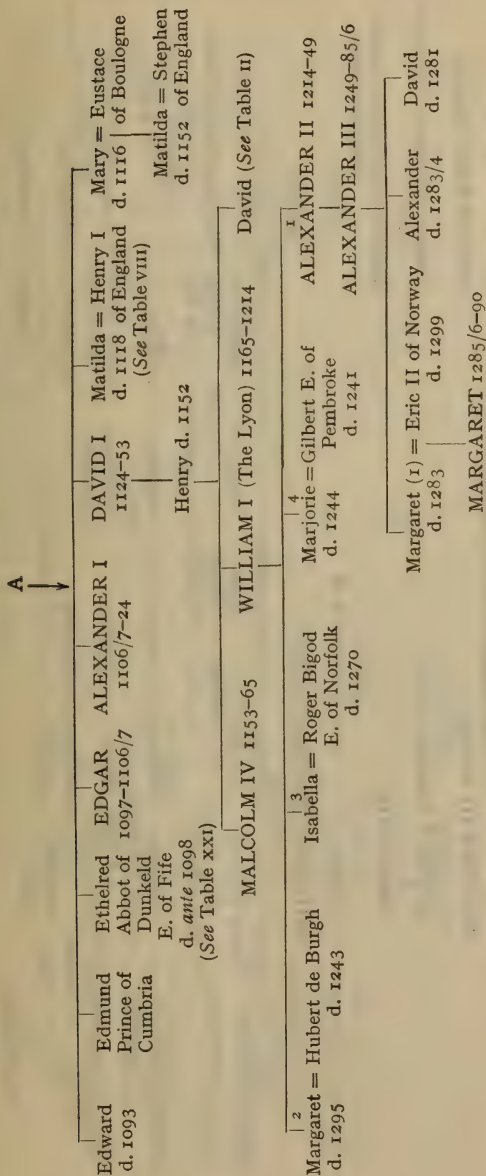 A
Edward
d. 1093
Edmund
Prince of
Cumbria
Ethelred
Abbot of
Dunkeld
E. of Fife
d. ante 1098
(See Table XXI)
EDGAR
1097–1106/7
ALEXANDER I
1106/7–24
DAVID I
1124–53
Matilda = Henry I
d. 1118 of England
(See Table VIII)
Mary = Eustace
d. 1116 of Boulogne
Henry d. 1152
Matilda = Stephen
d. 1152 of England
MALCOLM IV 1153–65
WILLIAM I (The Lyon) 1165–1214
David (See Table II)
2
Margaret = Hubert de Burgh
d. 1295 d. 1243
3
Isabella = Roger Bigod
E. of Norfolk
d. 1270
4
Marjorie = Gilbert E. of
d. 1244 Pembroke
d. 1241
1
ALEXANDER II 1214–49
ALEXANDER III 1249–85/6
Margaret (1) = Eric II of Norway
d. 1283 d. 1299
Alexander
d. 1283/4
David
d. 1281
MARGARET 1285/6–90